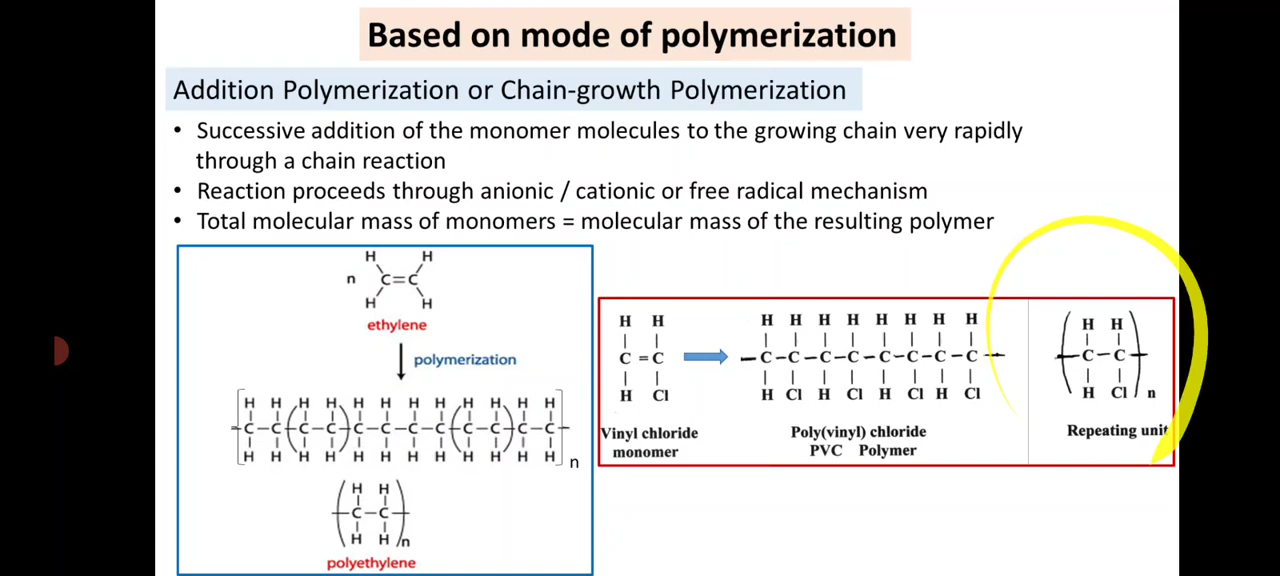 Based on mode of polymerization
Addition Polymerization or Chain-growth Polymerization
• Successive addition of the monomer molecules to the growing chain very rapidly
through a chain reaction
• Reaction proceeds through anionic / cationic or free radical mechanism
• Total molecular mass of monomers = molecular mass of the resulting polymer
H H
n C=C
H H
ethylene
polymerization
H H H H H H H H H H H H
-C-C-C-C-C-C-C-C-C-C-C-C-
H H H H H H H H H H H H
n
H H
-C-C-
H H n
polyethylene
H H
C=C
H Cl
Vinyl chloride
monomer
H H H H H H H H
-C-C-C-C-C-C-C-C-
H Cl H Cl H Cl H Cl
Poly(vinyl) chloride
PVC Polymer
H H
-C-C-
H Cl n
Repeating unit